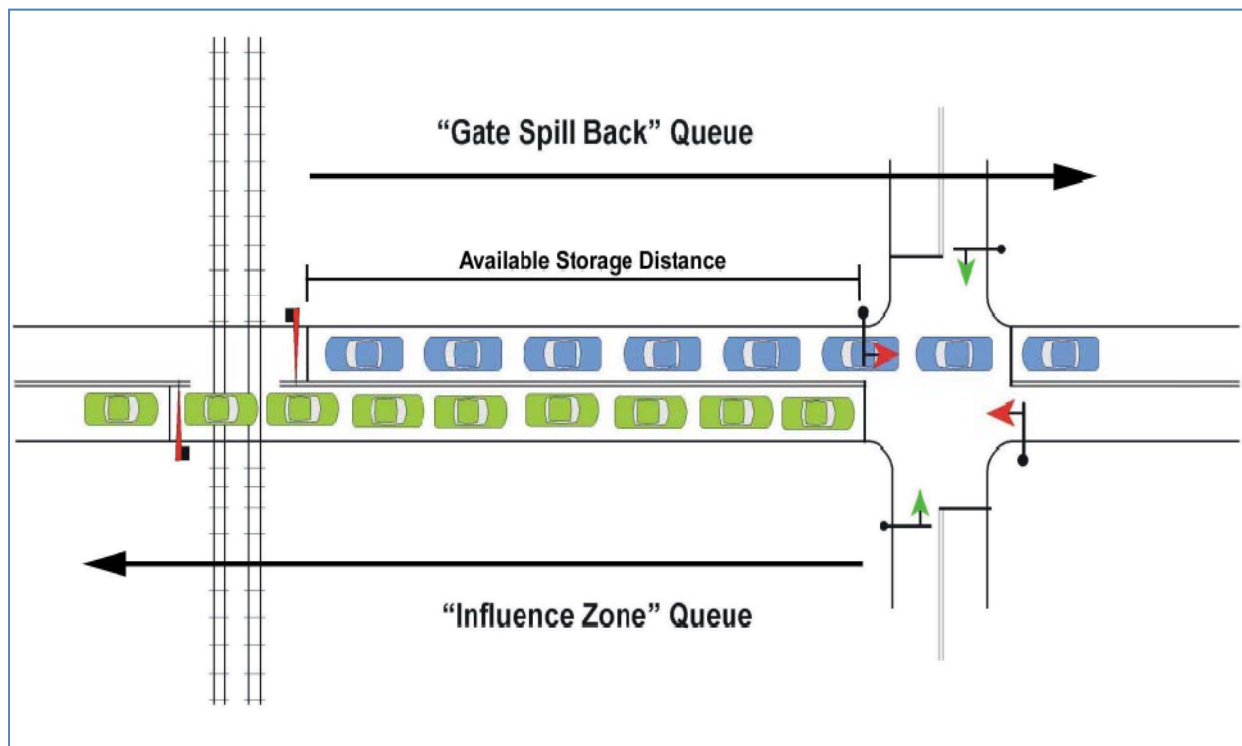 “Gate Spill Back” Queue
Available Storage Distance
“Influence Zone” Queue